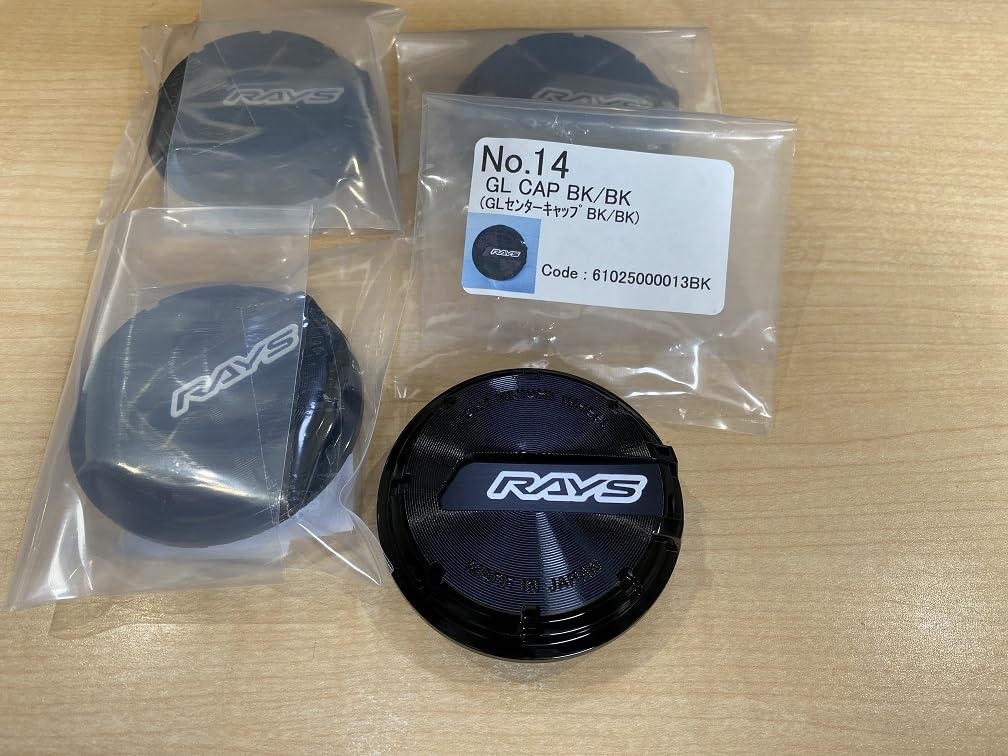 RAYS
RAYS
No.14
GL CAP BK/BK
(GLセンターキャップ BK/BK)
RAYS
Code : 61025000013BK
RAYS
RAYS
MADE IN JAPAN